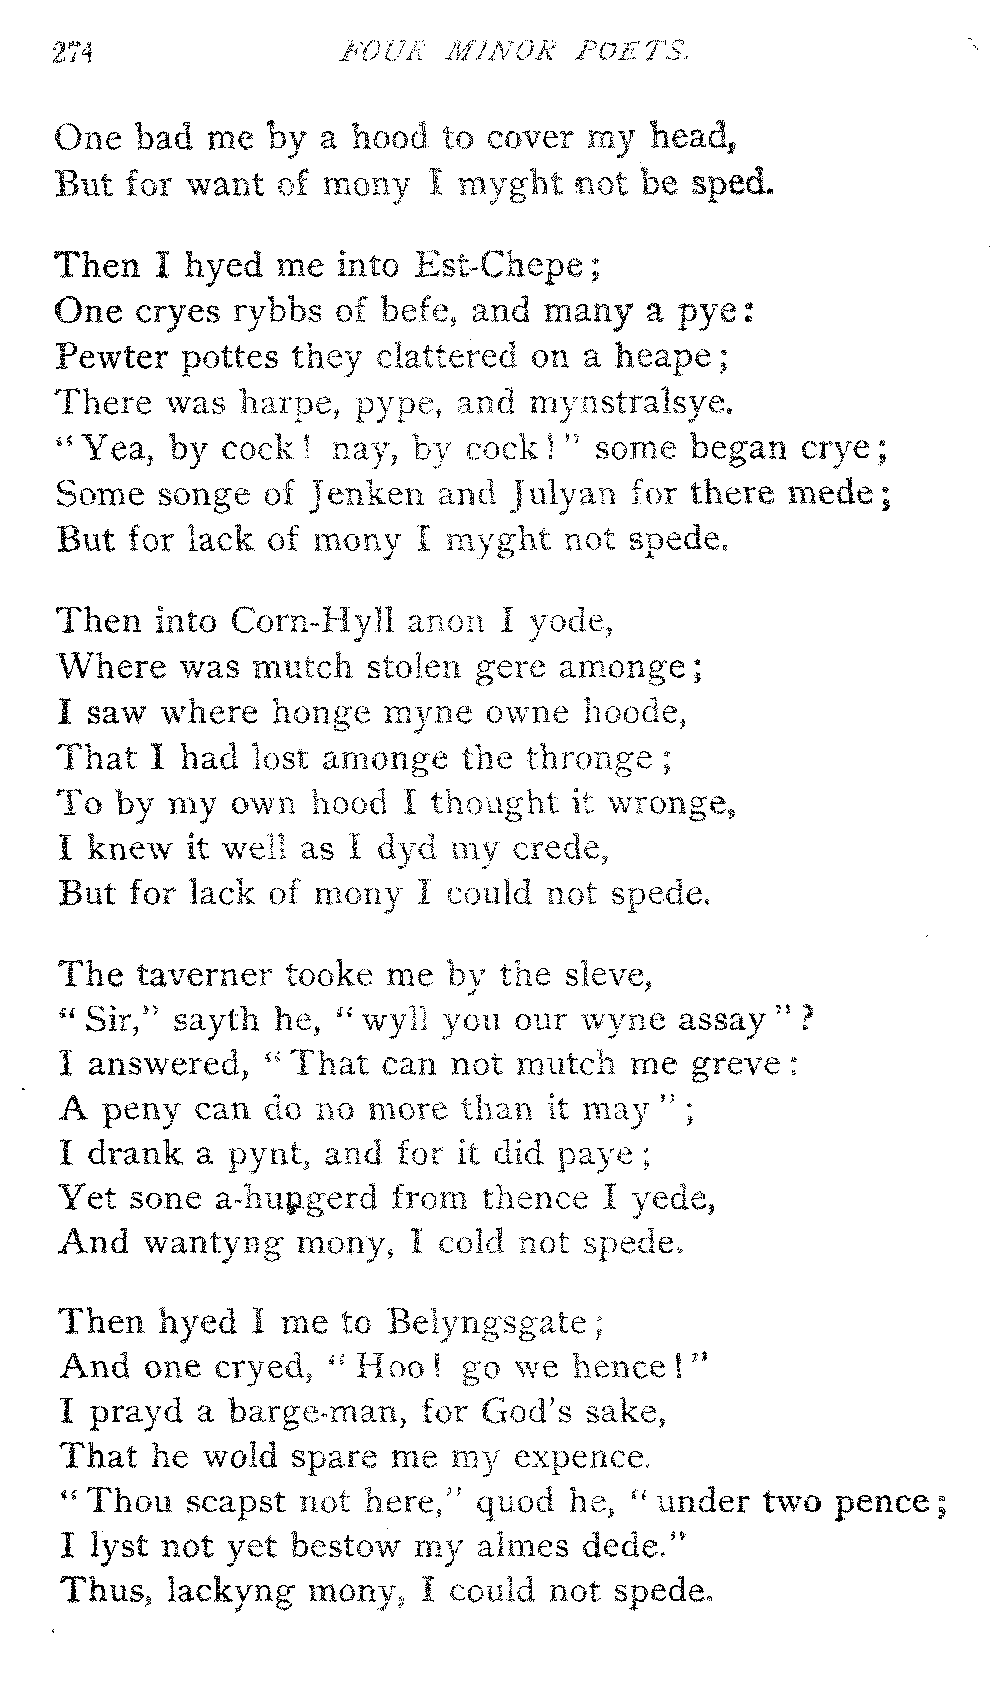 274 FOUR MINOR POETS.
One bad me by a hood to cover my head,
But for want of mony I myght not be sped.
Then I hyed me into Est-Chepe;
One cryes rybbs of befe, and many a pye:
Pewter pottes they clattered on a heape;
There was harpe, pype, and mynstralsye.
"Yea, by cock! nay, by cock!" some began crye;
Some songe of Jenken and Julyan for there mede;
But for lack of mony I myght not spede.
Then into Corn-Hyll anon I yode,
Where was mutch stolen gere amonge;
I saw where honge myne owne hoode,
That I had lost amonge the thronge;
To by my own hood I thought it wronge,
I knew it well as I dyd my crede,
But for lack of mony I could not spede.
The taverner tooke me by the sleve,
"Sir," sayth he, "wyll you our wyne assay"?
I answered, "That can not mutch me greve:
A peny can do no more than it may";
I drank a pynt, and for it did paye;
Yet sone a-hungerd from thence I yede,
And wantyng mony, I cold not spede.
Then hyed I me to Belyngsgate;
And one cryed, "Hoo! go we hence!"
I prayd a barge-man, for God's sake,
That he wold spare me my expence.
"Thou scapst not here," quod he, "under two pence;
I lyst not yet bestow my almes dede."
Thus, lackyng mony, I could not spede.